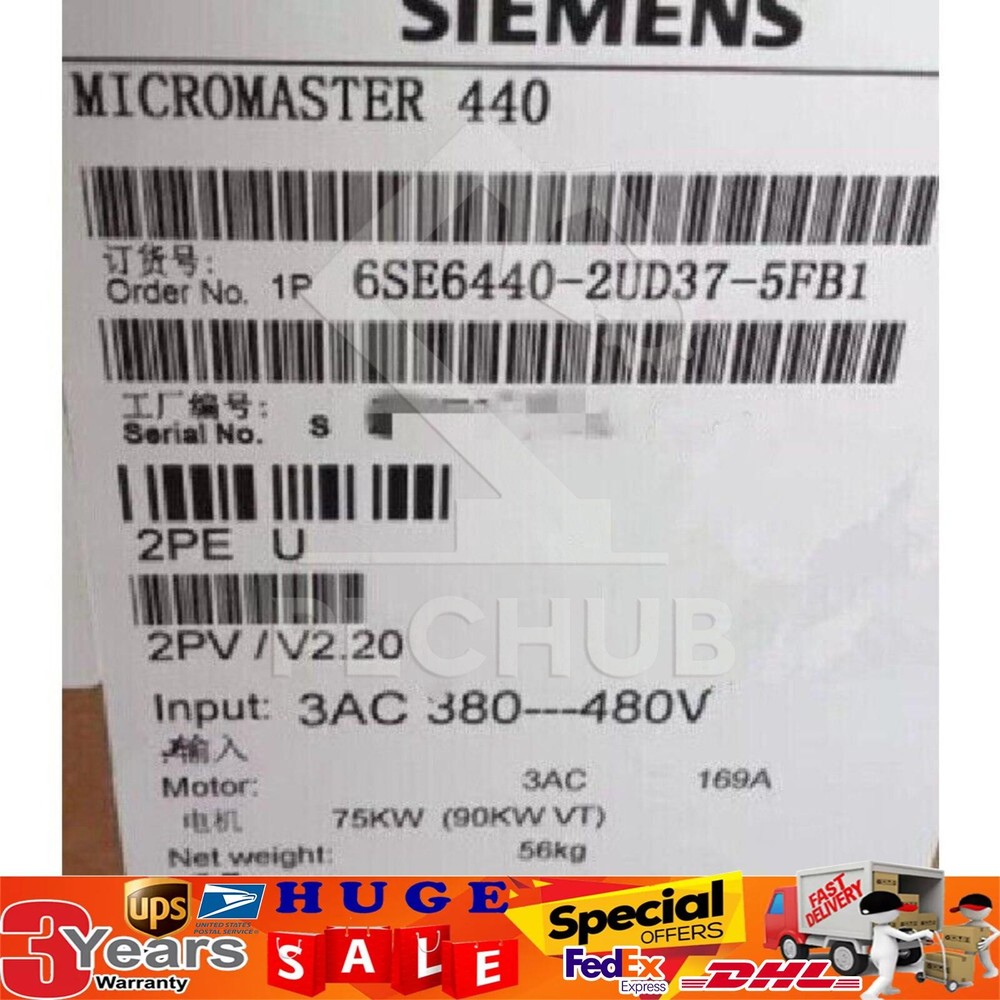 SIEMENS
MICROMASTER 440
订货号:
Order No. 1P 6SE6440-2UD37-5FB1
工厂编号:
Serial No. S
2PE U
2PV / V2.20
Input: 3AC 380---480V
输入
Motor: 3AC 169A
电机 75KW (90KW VT)
Net weight: 56kg
PLCHUB
3 Years
Warranty
ups
UNITED STATES
POSTAL SERVICE
HUGE
SALE
Special
OFFERS
FedEx
Express
DHL
FAST
DELIVERY